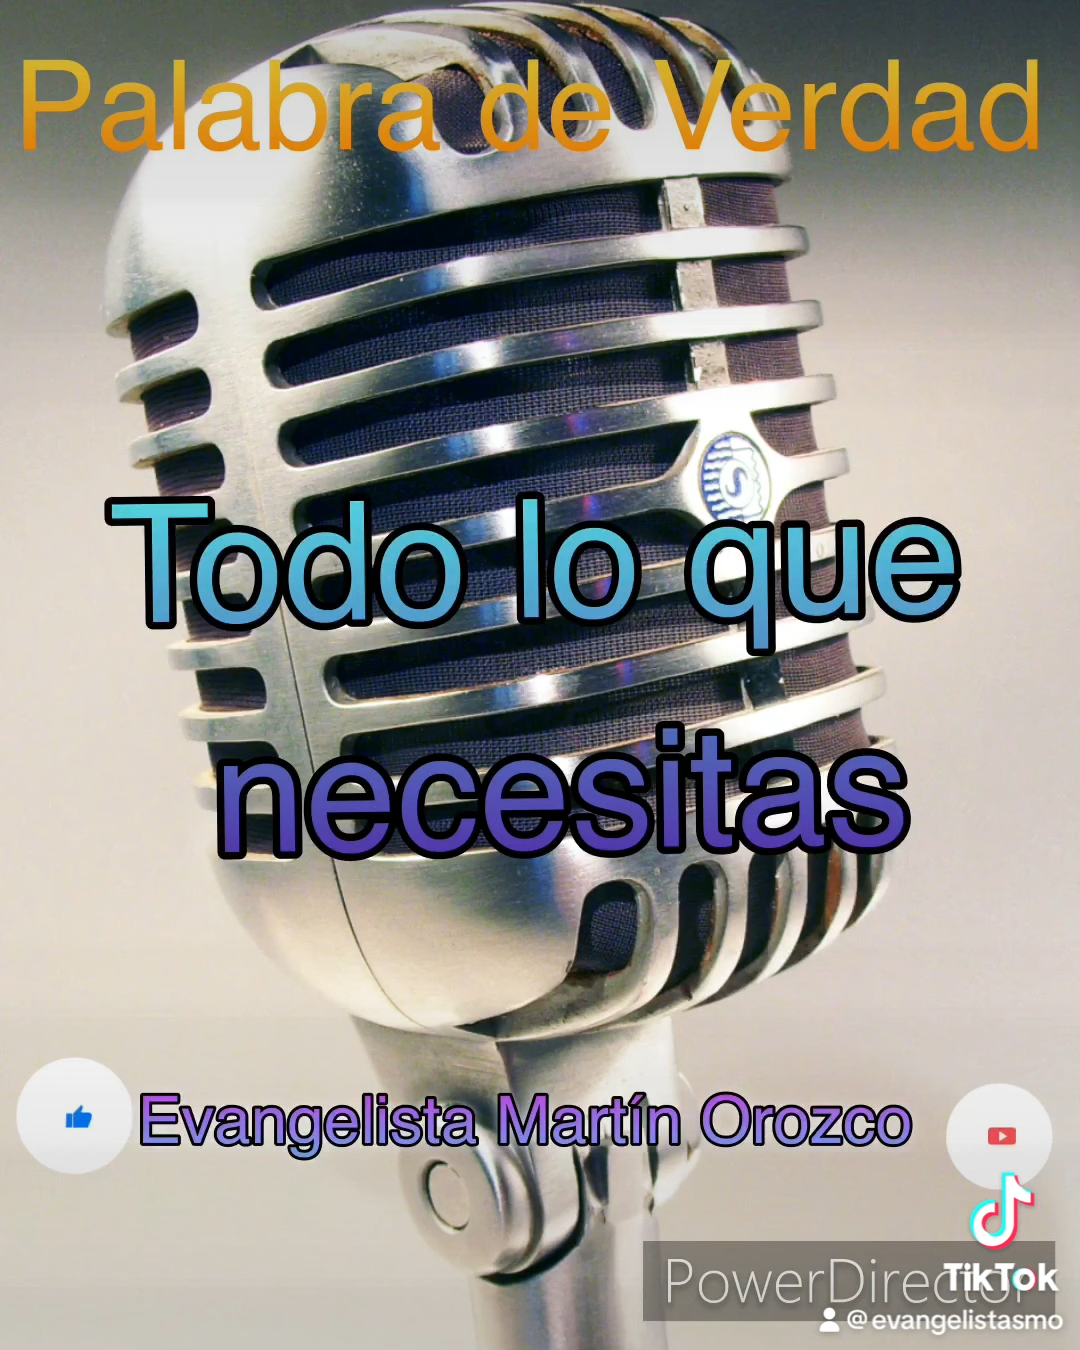 Palabra de Verdad
Todo lo que
necesitas
Evangelista Martín Orozco
PowerDirector
TikTok
@evangelistasmo